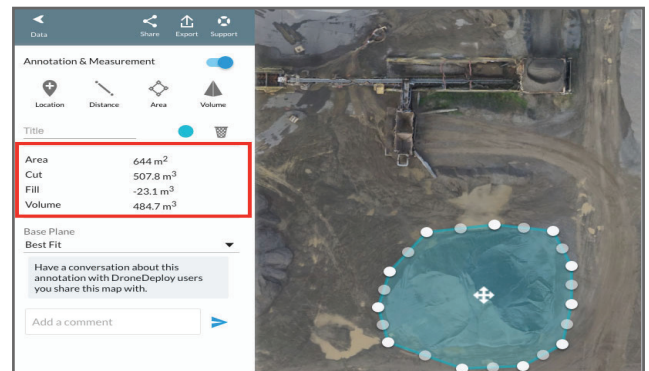 Data
Share
Export
Support
Annotation & Measurement
Location
Distance
Area
Volume
Title
Area 644 m²
Cut 507.8 m³
Fill -23.1 m³
Volume 484.7 m³
Base Plane
Best Fit
Have a conversation about this
annotation with DroneDeploy users
you share this map with.
Add a comment